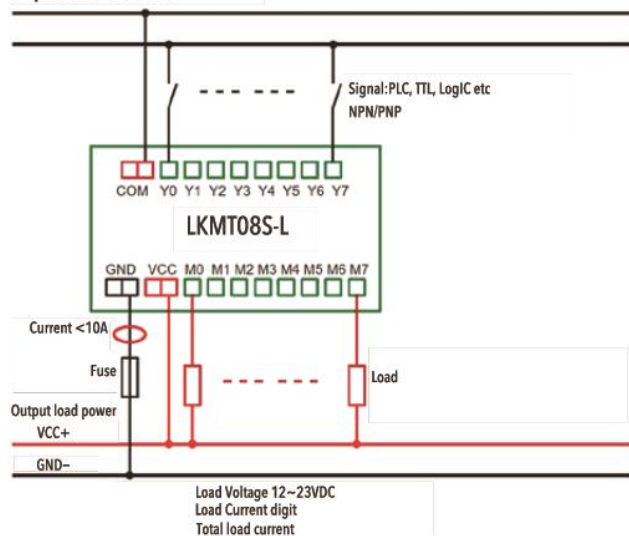 Signal:PLC, TTL, LogIC etc
NPN/PNP
COM Y0 Y1 Y2 Y3 Y4 Y5 Y6 Y7
LKMT08S-L
GND VCC M0 M1 M2 M3 M4 M5 M6 M7
Current <10A
Fuse
Load
Output load power
VCC+
GND–
Load Voltage 12~23VDC
Load Current digit
Total load current